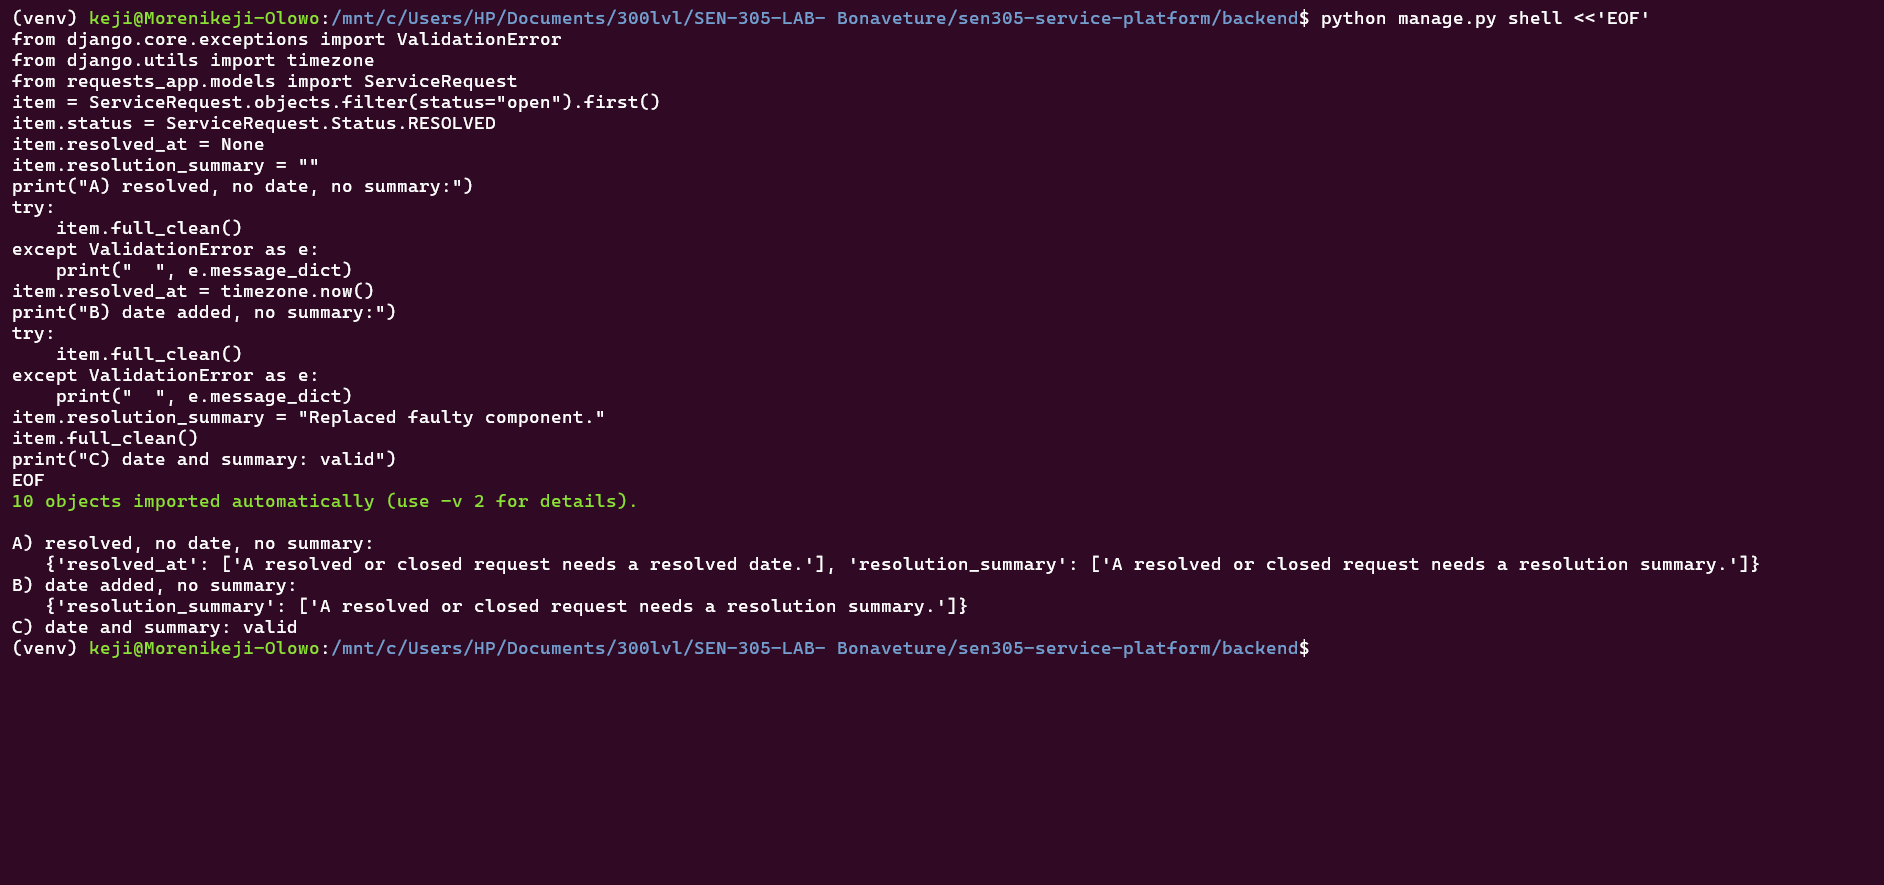 (venv) keji@Morenikeji-Olowo:/mnt/c/Users/HP/Documents/300lvl/SEN-305-LAB- Bonaveture/sen305-service-platform/backend$ python manage.py shell <<'EOF'
from django.core.exceptions import ValidationError
from django.utils import timezone
from requests_app.models import ServiceRequest
item = ServiceRequest.objects.filter(status="open").first()
item.status = ServiceRequest.Status.RESOLVED
item.resolved_at = None
item.resolution_summary = ""
print("A) resolved, no date, no summary:")
try:
    item.full_clean()
except ValidationError as e:
    print("  ", e.message_dict)
item.resolved_at = timezone.now()
print("B) date added, no summary:")
try:
    item.full_clean()
except ValidationError as e:
    print("  ", e.message_dict)
item.resolution_summary = "Replaced faulty component."
item.full_clean()
print("C) date and summary: valid")
EOF
10 objects imported automatically (use -v 2 for details).

A) resolved, no date, no summary:
   {'resolved_at': ['A resolved or closed request needs a resolved date.'], 'resolution_summary': ['A resolved or closed request needs a resolution summary.']}
B) date added, no summary:
   {'resolution_summary': ['A resolved or closed request needs a resolution summary.']}
C) date and summary: valid
(venv) keji@Morenikeji-Olowo:/mnt/c/Users/HP/Documents/300lvl/SEN-305-LAB- Bonaveture/sen305-service-platform/backend$